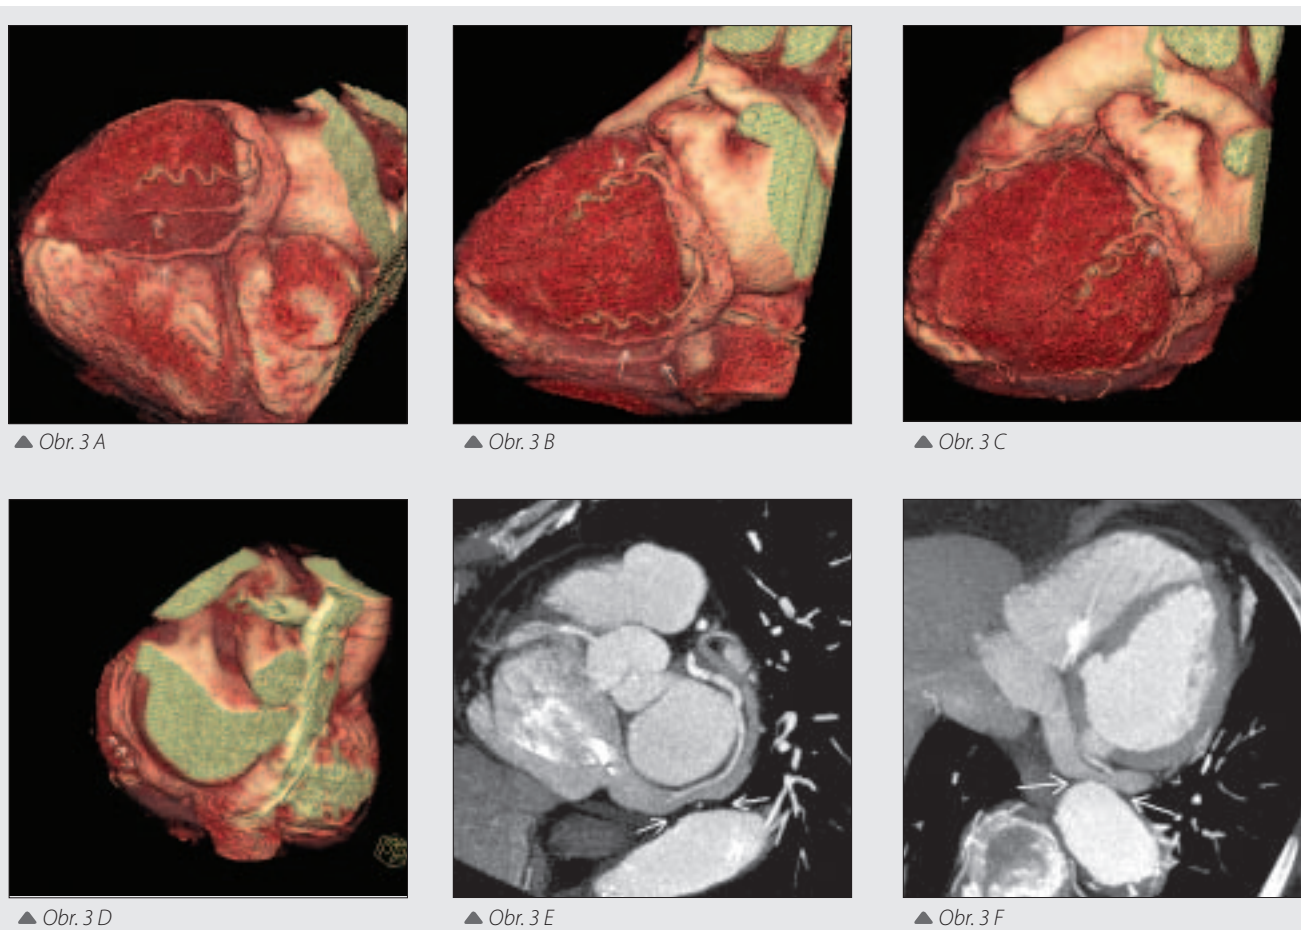 ▲ Obr. 3 A
▲ Obr. 3 B
▲ Obr. 3 C
▲ Obr. 3 D
▲ Obr. 3 E
▲ Obr. 3 F